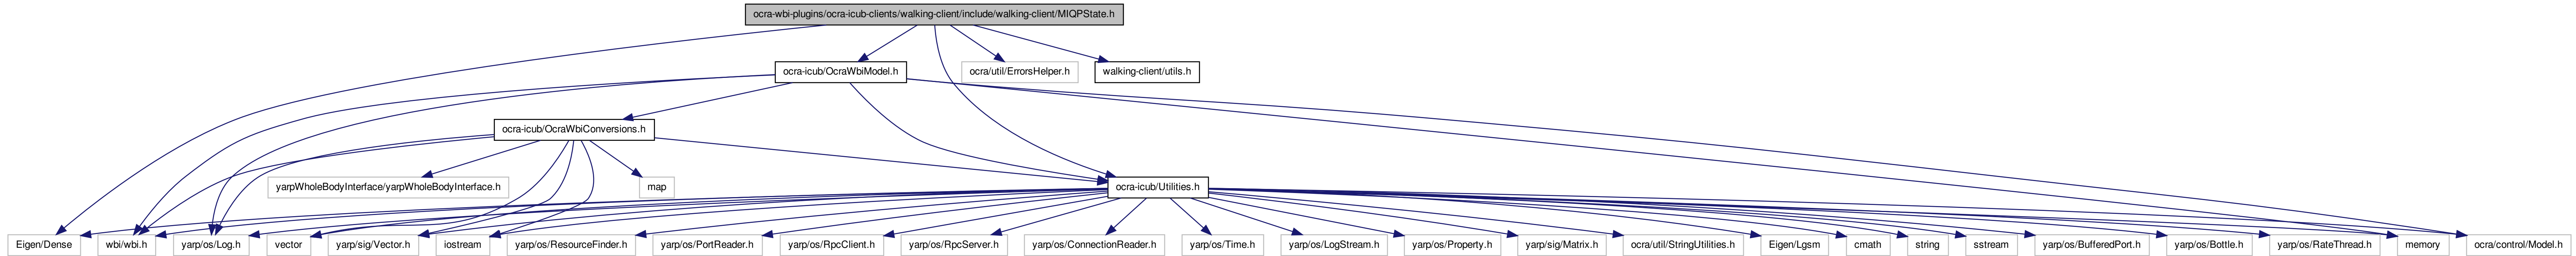 ocra-wbi-plugins/ocra-icub-clients/walking-client/include/walking-client/MIQPState.h
ocra-icub/OcraWbiModel.h
ocra/util/ErrorsHelper.h
walking-client/utils.h
ocra-icub/OcraWbiConversions.h
yarpWholeBodyInterface/yarpWholeBodyInterface.h
map
ocra-icub/Utilities.h
Eigen/Dense
wbi/wbi.h
yarp/os/Log.h
vector
yarp/sig/Vector.h
iostream
yarp/os/ResourceFinder.h
yarp/os/PortReader.h
yarp/os/RpcClient.h
yarp/os/RpcServer.h
yarp/os/ConnectionReader.h
yarp/os/Time.h
yarp/os/LogStream.h
yarp/os/Property.h
yarp/sig/Matrix.h
ocra/util/StringUtilities.h
Eigen/Lgsm
cmath
string
sstream
yarp/os/BufferedPort.h
yarp/os/Bottle.h
yarp/os/RateThread.h
memory
ocra/control/Model.h